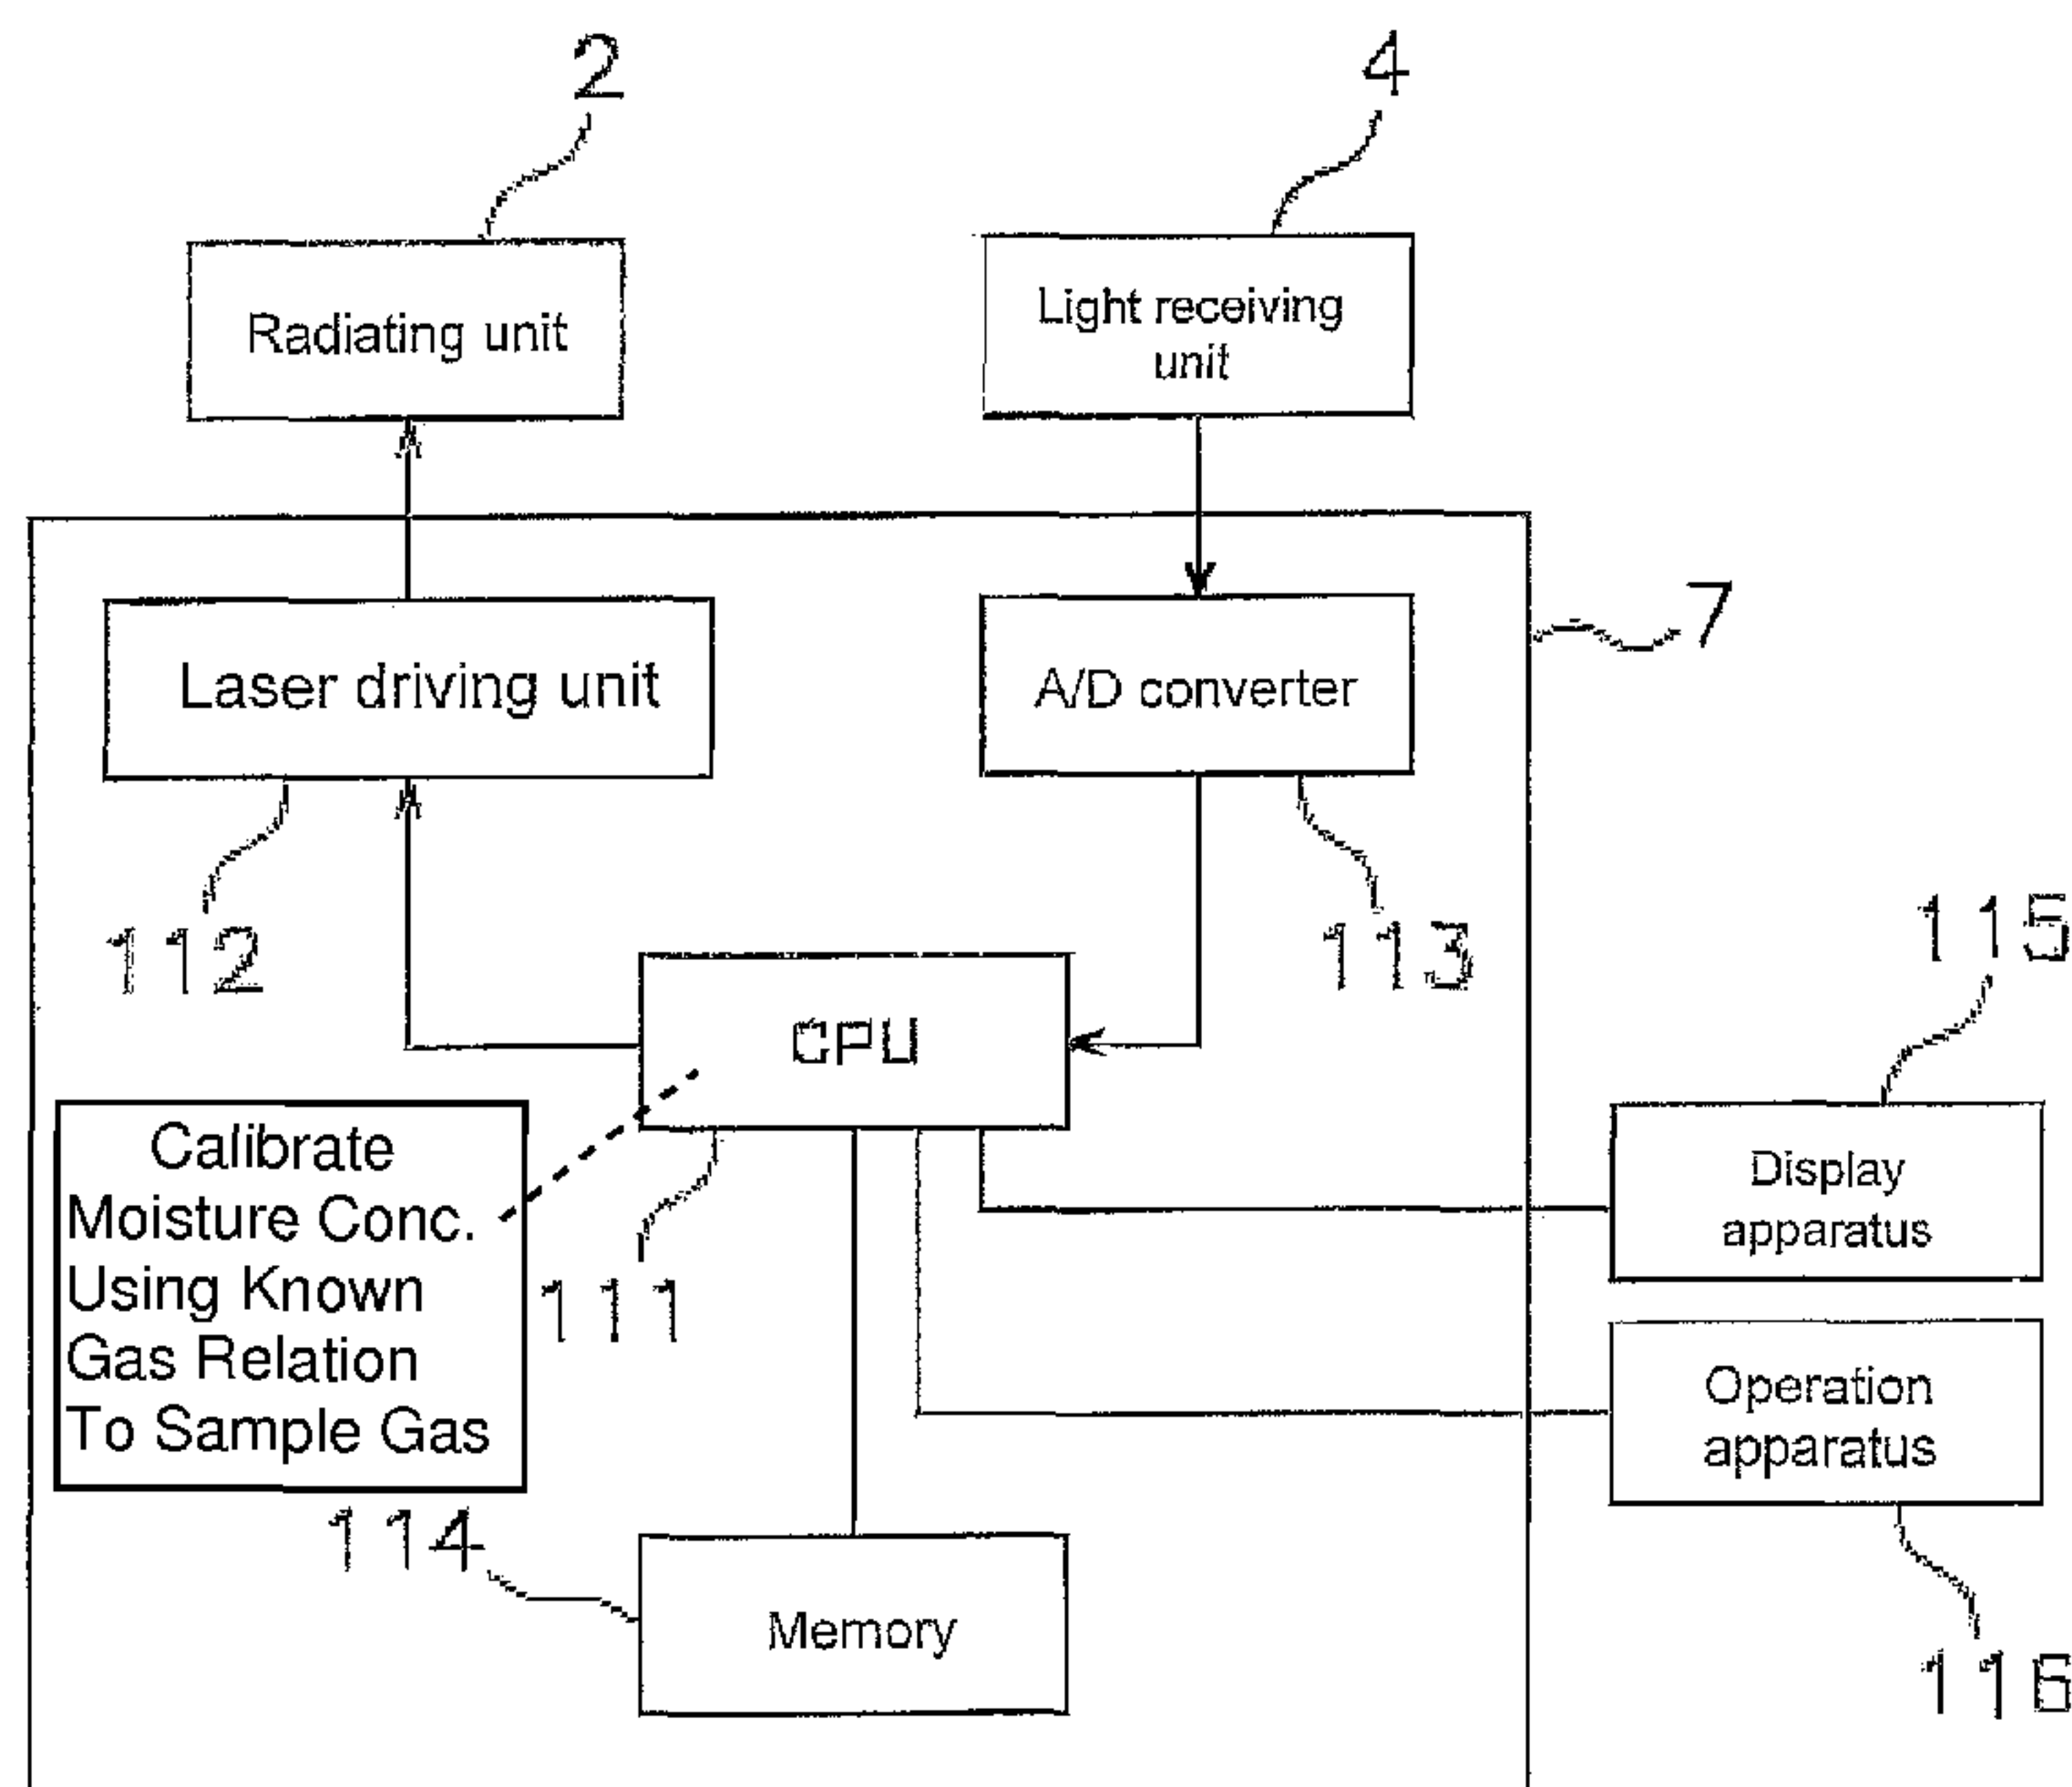 2
4
Radiating unit
Light receiving
unit
7
Laser driving unit
A/D converter
112
113
115
CPU
Calibrate
Moisture Conc.
Using Known
Gas Relation
To Sample Gas
111
Display
apparatus
Operation
apparatus
114
Memory
116